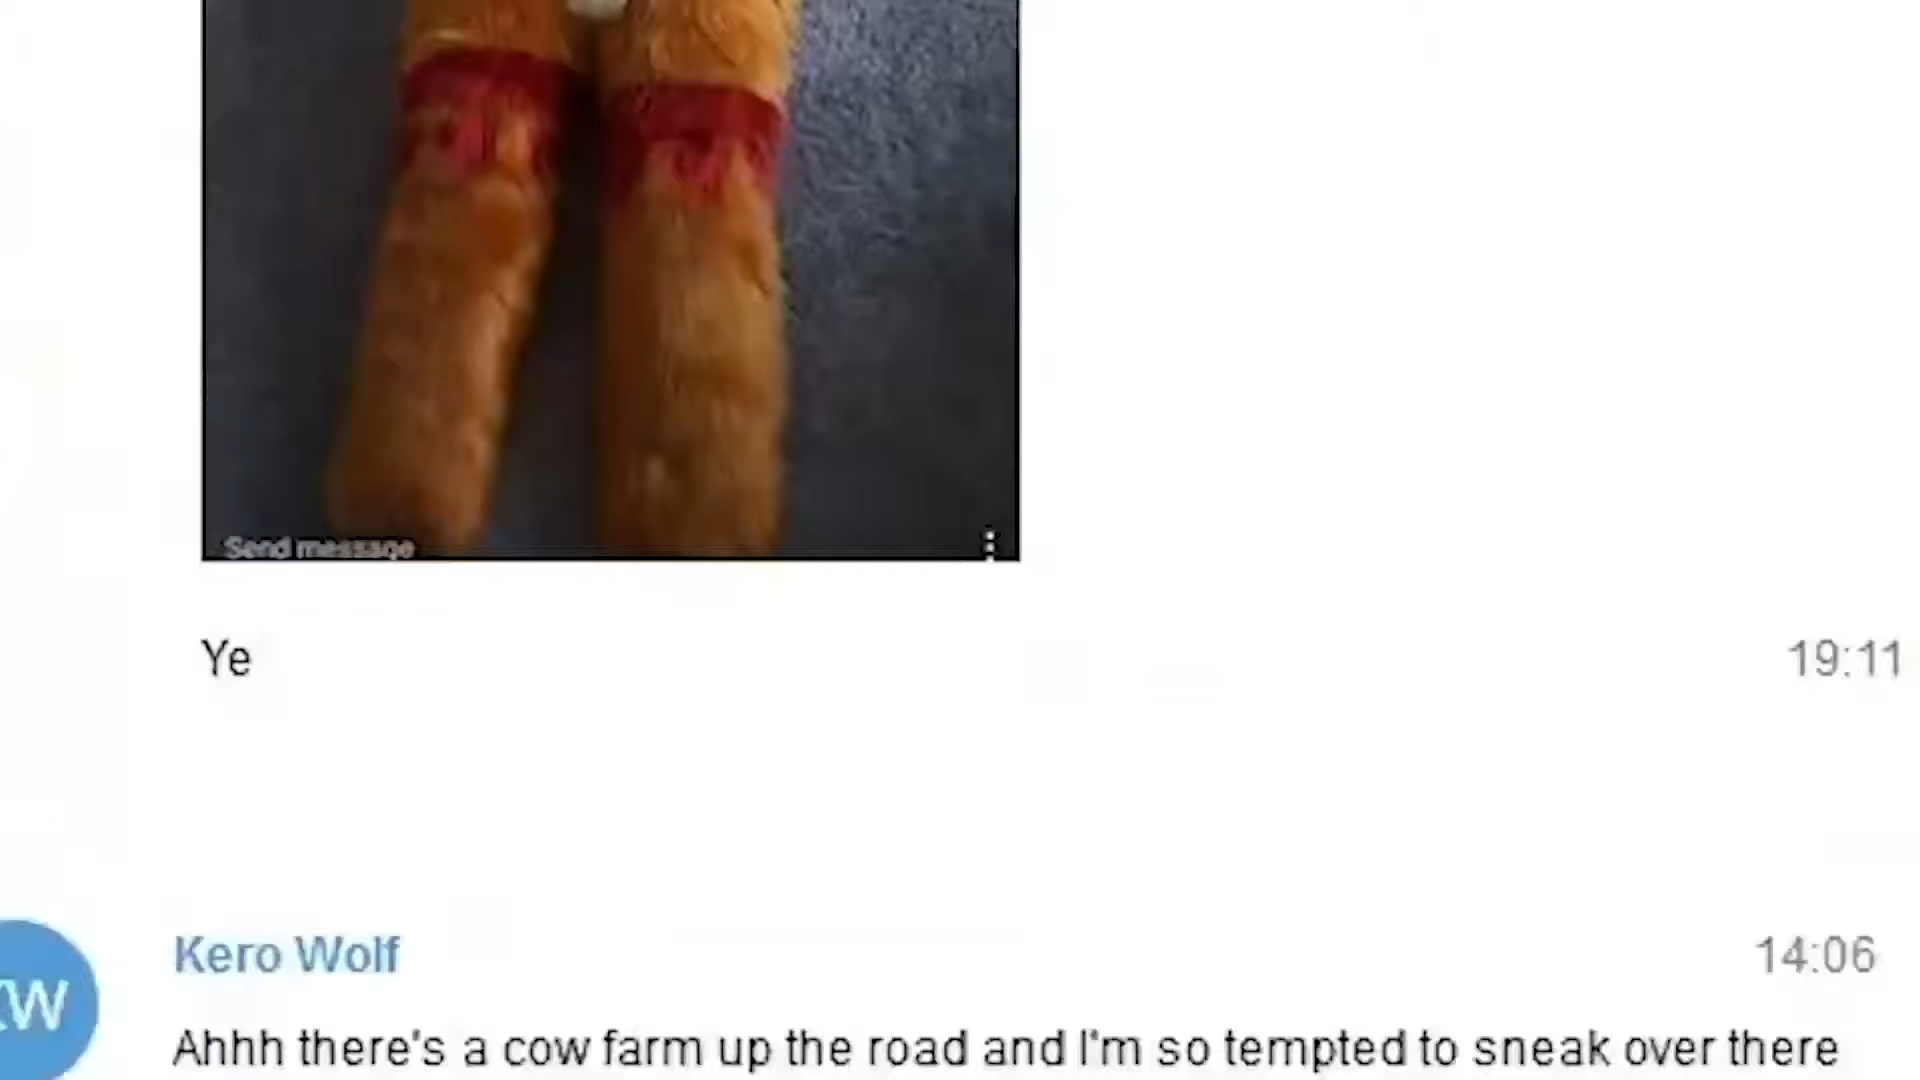 Send message
Ye
19:11
Kero Wolf
14:06
Ahhh there's a cow farm up the road and I'm so tempted to sneak over there